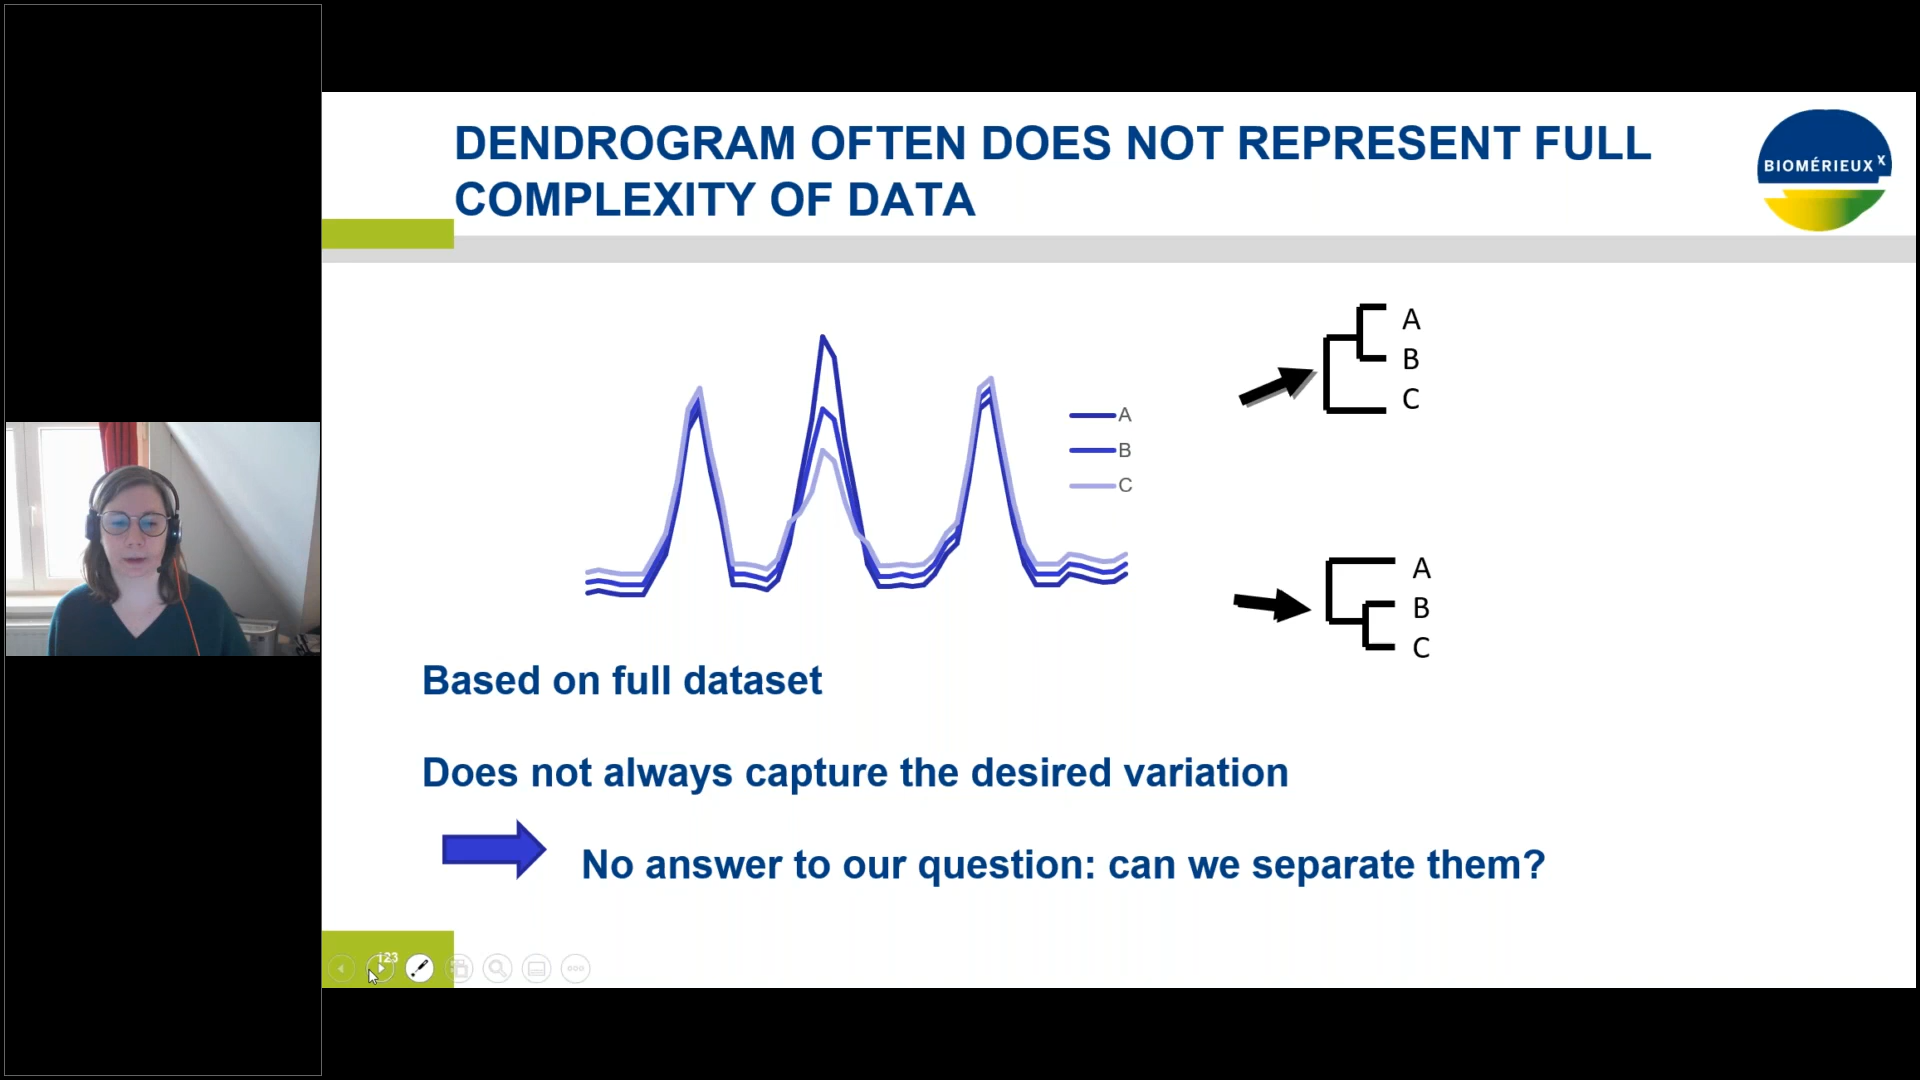 DENDROGRAM OFTEN DOES NOT REPRESENT FULL
COMPLEXITY OF DATA
BIOMÉRIEUX
A
B
C
A
B
C
A
B
C
Based on full dataset
Does not always capture the desired variation
No answer to our question: can we separate them?
123